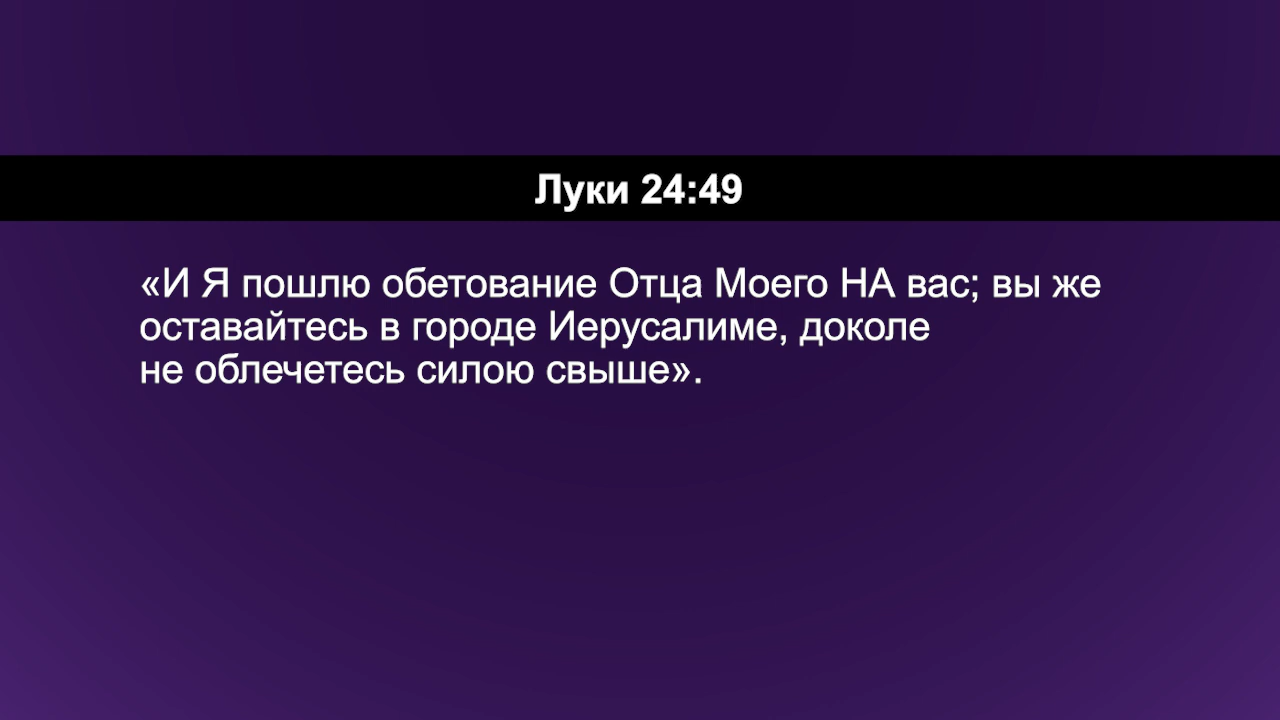 Луки 24:49
«И Я пошлю обетование Отца Моего НА вас; вы же
оставайтесь в городе Иерусалиме, доколе
не облечетесь силою свыше».